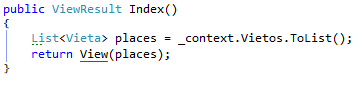 public ViewResult Index()
{
List<Vieta> places = _context.Vietos.ToList();
return View(places);
}